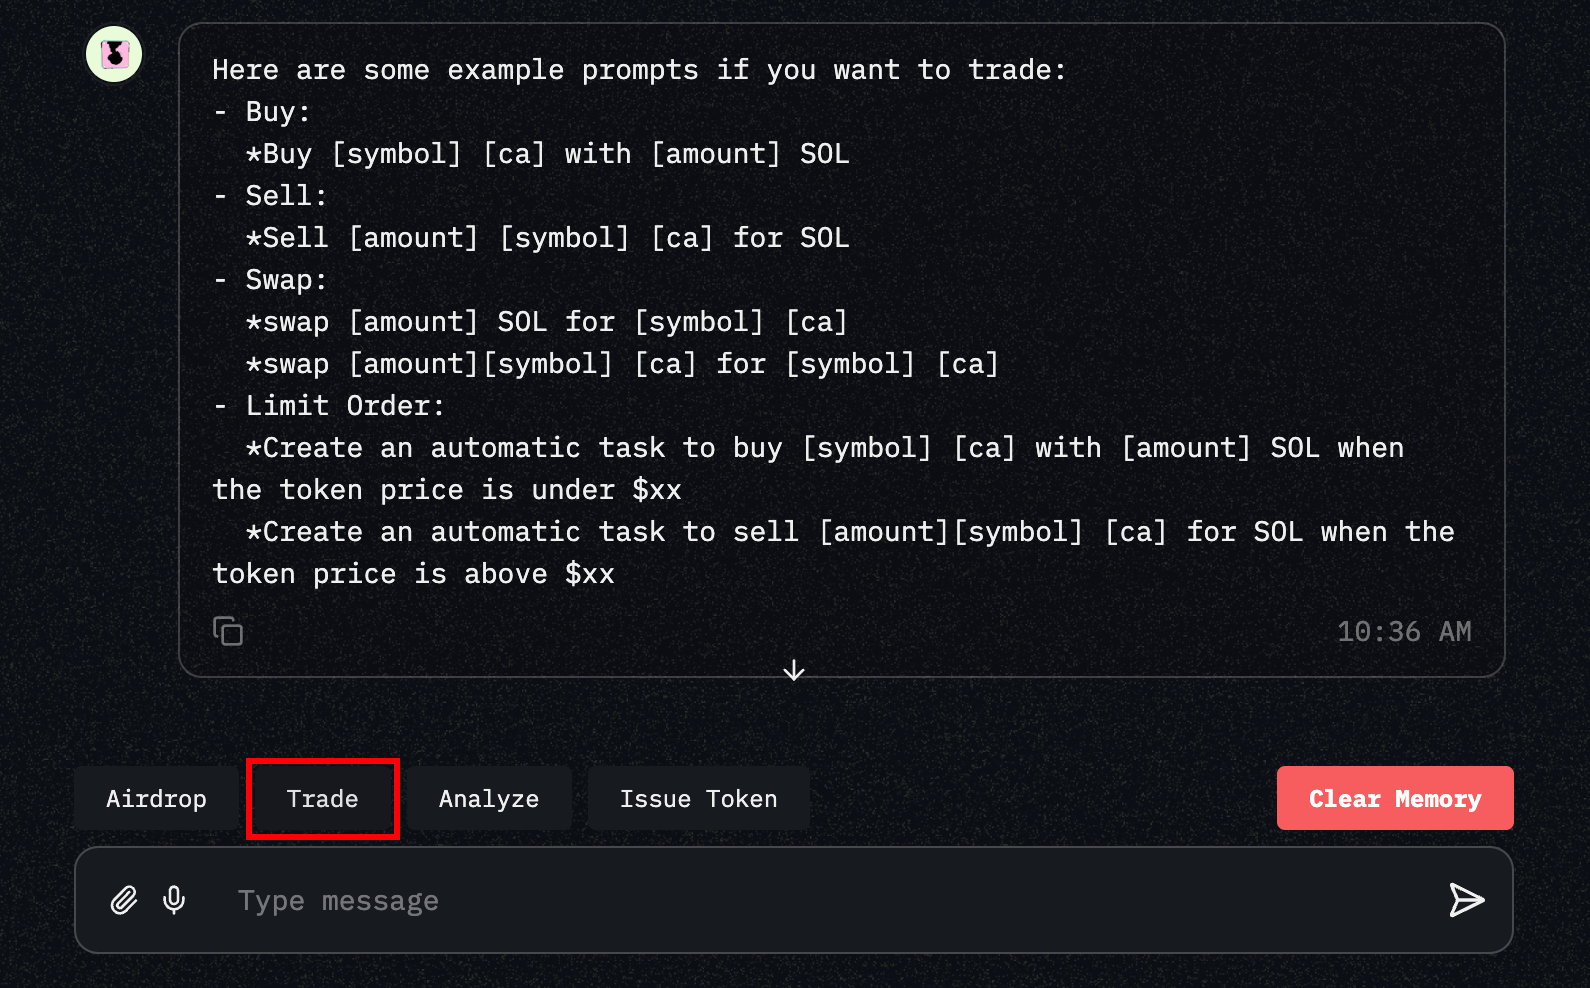 Here are some example prompts if you want to trade:
- Buy:
  *Buy [symbol] [ca] with [amount] SOL
- Sell:
  *Sell [amount] [symbol] [ca] for SOL
- Swap:
  *swap [amount] SOL for [symbol] [ca]
  *swap [amount][symbol] [ca] for [symbol] [ca]
- Limit Order:
  *Create an automatic task to buy [symbol] [ca] with [amount] SOL when
the token price is under $xx
  *Create an automatic task to sell [amount][symbol] [ca] for SOL when the
token price is above $xx
10:36 AM
Airdrop Trade Analyze Issue Token Clear Memory
Type message